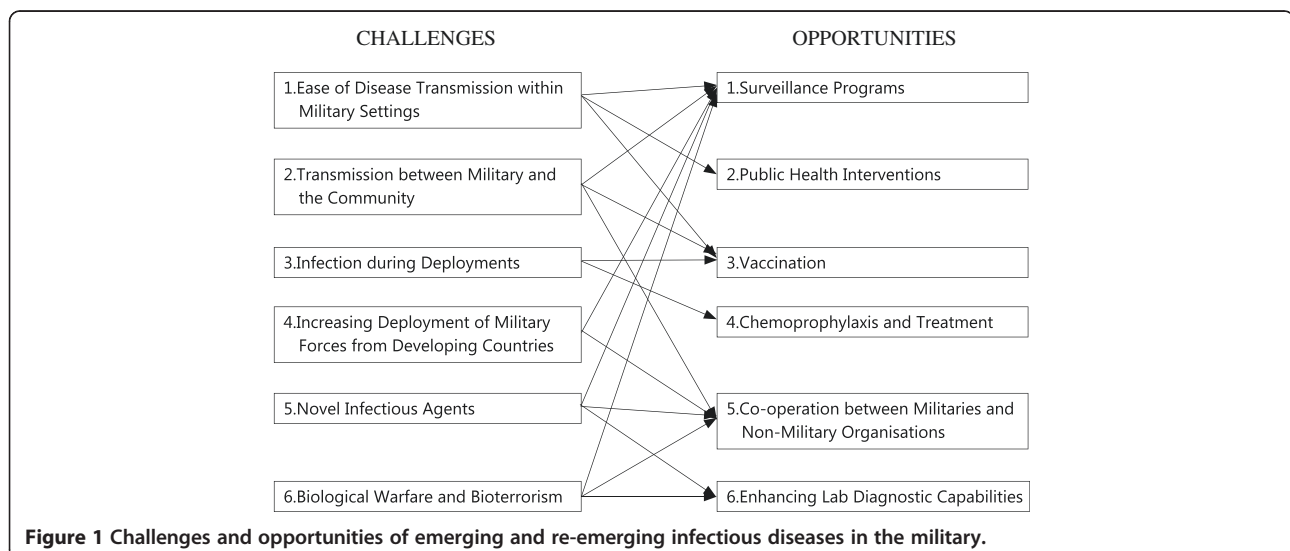 CHALLENGES
OPPORTUNITIES
1.Ease of Disease Transmission within
Military Settings
2.Transmission between Military and
the Community
3.Infection during Deployments
4.Increasing Deployment of Military
Forces from Developing Countries
5.Novel Infectious Agents
6.Biological Warfare and Bioterrorism
1.Surveillance Programs
2.Public Health Interventions
3.Vaccination
4.Chemoprophylaxis and Treatment
5.Co-operation between Militaries and
Non-Military Organisations
6.Enhancing Lab Diagnostic Capabilities
Figure 1 Challenges and opportunities of emerging and re-emerging infectious diseases in the military.